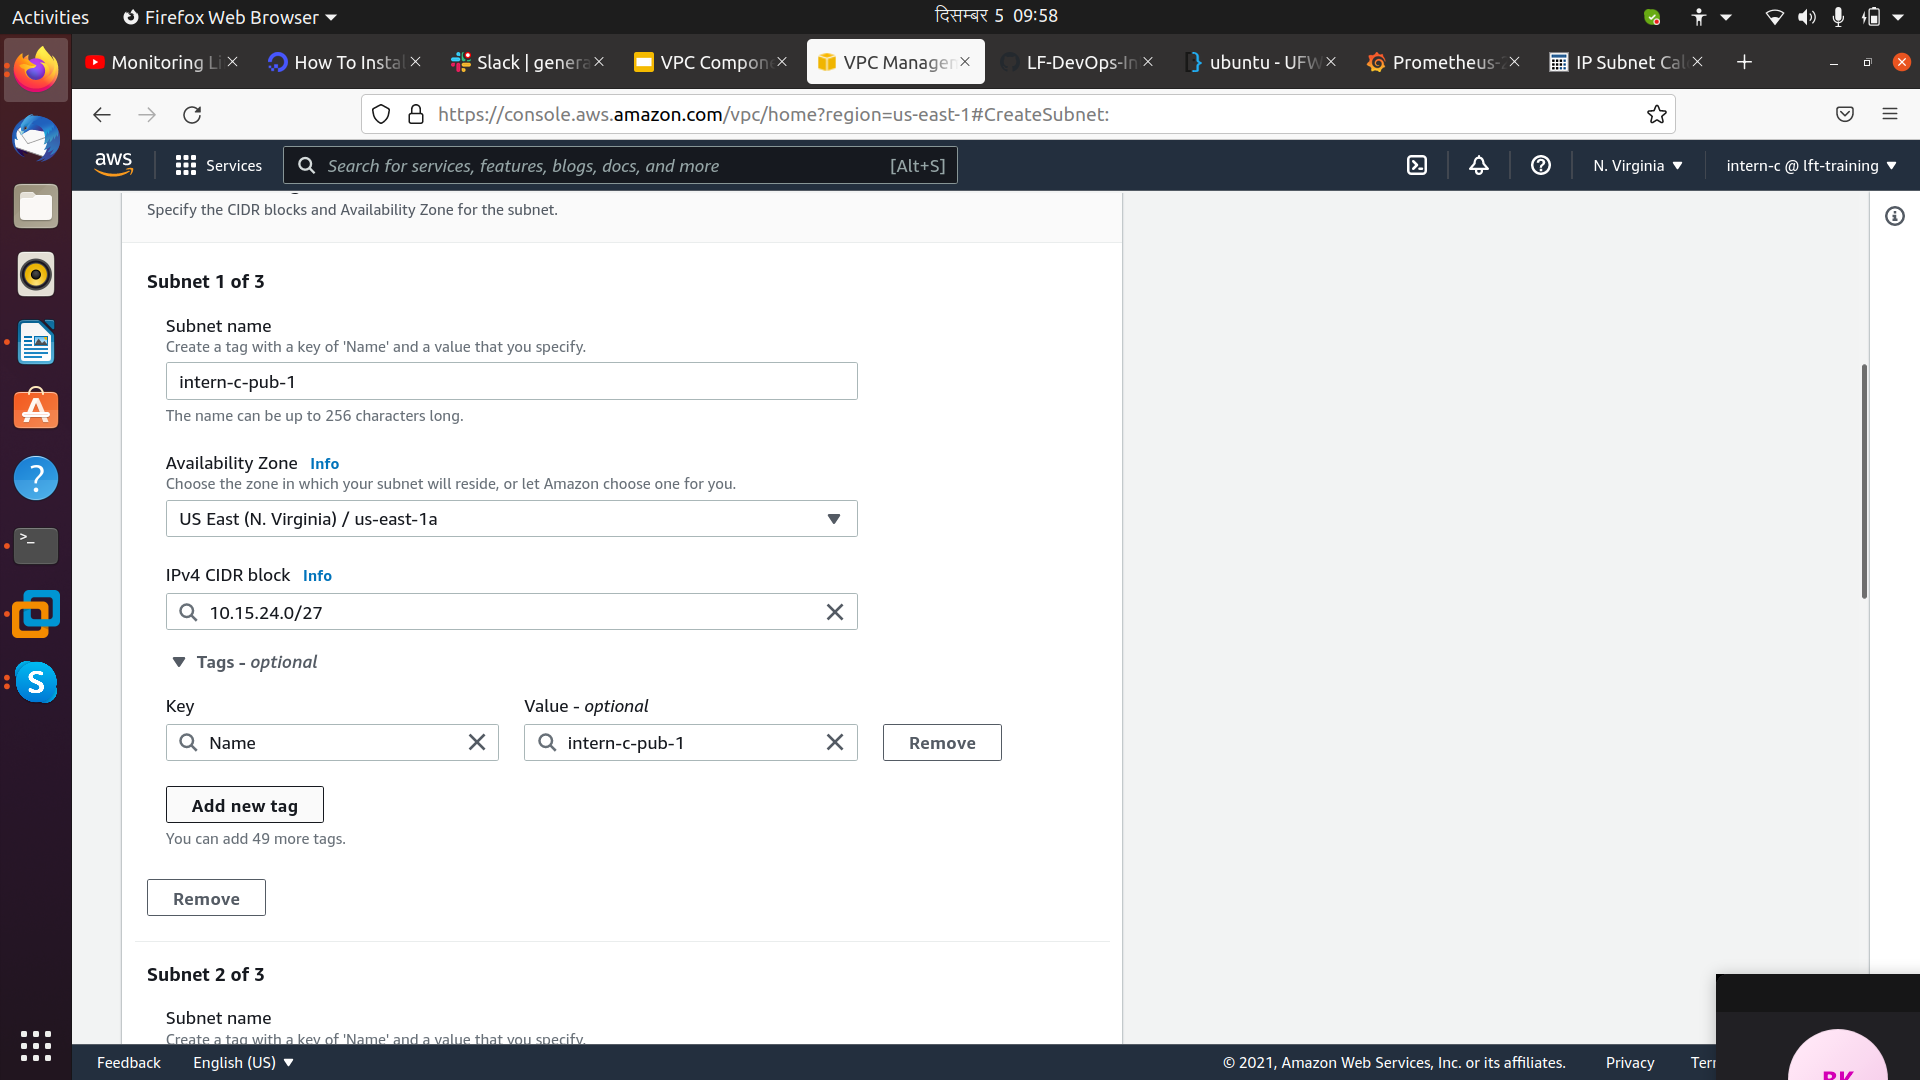 Activities
Firefox Web Browser
दिसम्बर 5 09:58
Monitoring Li
How To Instal
Slack | genera
VPC Compon
VPC Managem
LF-DevOps-In
ubuntu - UFW
Prometheus-
IP Subnet Cal
https://console.aws.amazon.com/vpc/home?region=us-east-1#CreateSubnet:
aws
Services
Search for services, features, blogs, docs, and more
[Alt+S]
N. Virginia
intern-c @ lft-training
Specify the CIDR blocks and Availability Zone for the subnet.
Subnet 1 of 3
Subnet name
Create a tag with a key of 'Name' and a value that you specify.
intern-c-pub-1
The name can be up to 256 characters long.
Availability Zone Info
Choose the zone in which your subnet will reside, or let Amazon choose one for you.
US East (N. Virginia) / us-east-1a
IPv4 CIDR block Info
10.15.24.0/27
Tags - optional
Key
Value - optional
Name
intern-c-pub-1
Remove
Add new tag
You can add 49 more tags.
Remove
Subnet 2 of 3
Subnet name
Create a tag with a key of 'Name' and a value that you specify.
Feedback
English (US)
© 2021, Amazon Web Services, Inc. or its affiliates.
Privacy
Ter